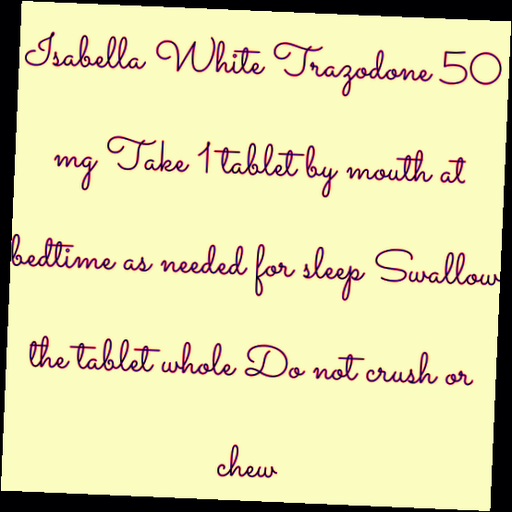 Isabella White Trazodone 50
mg Take 1 tablet by mouth at
bedtime as needed for sleep Swallow
the tablet whole Do not crush or
chew